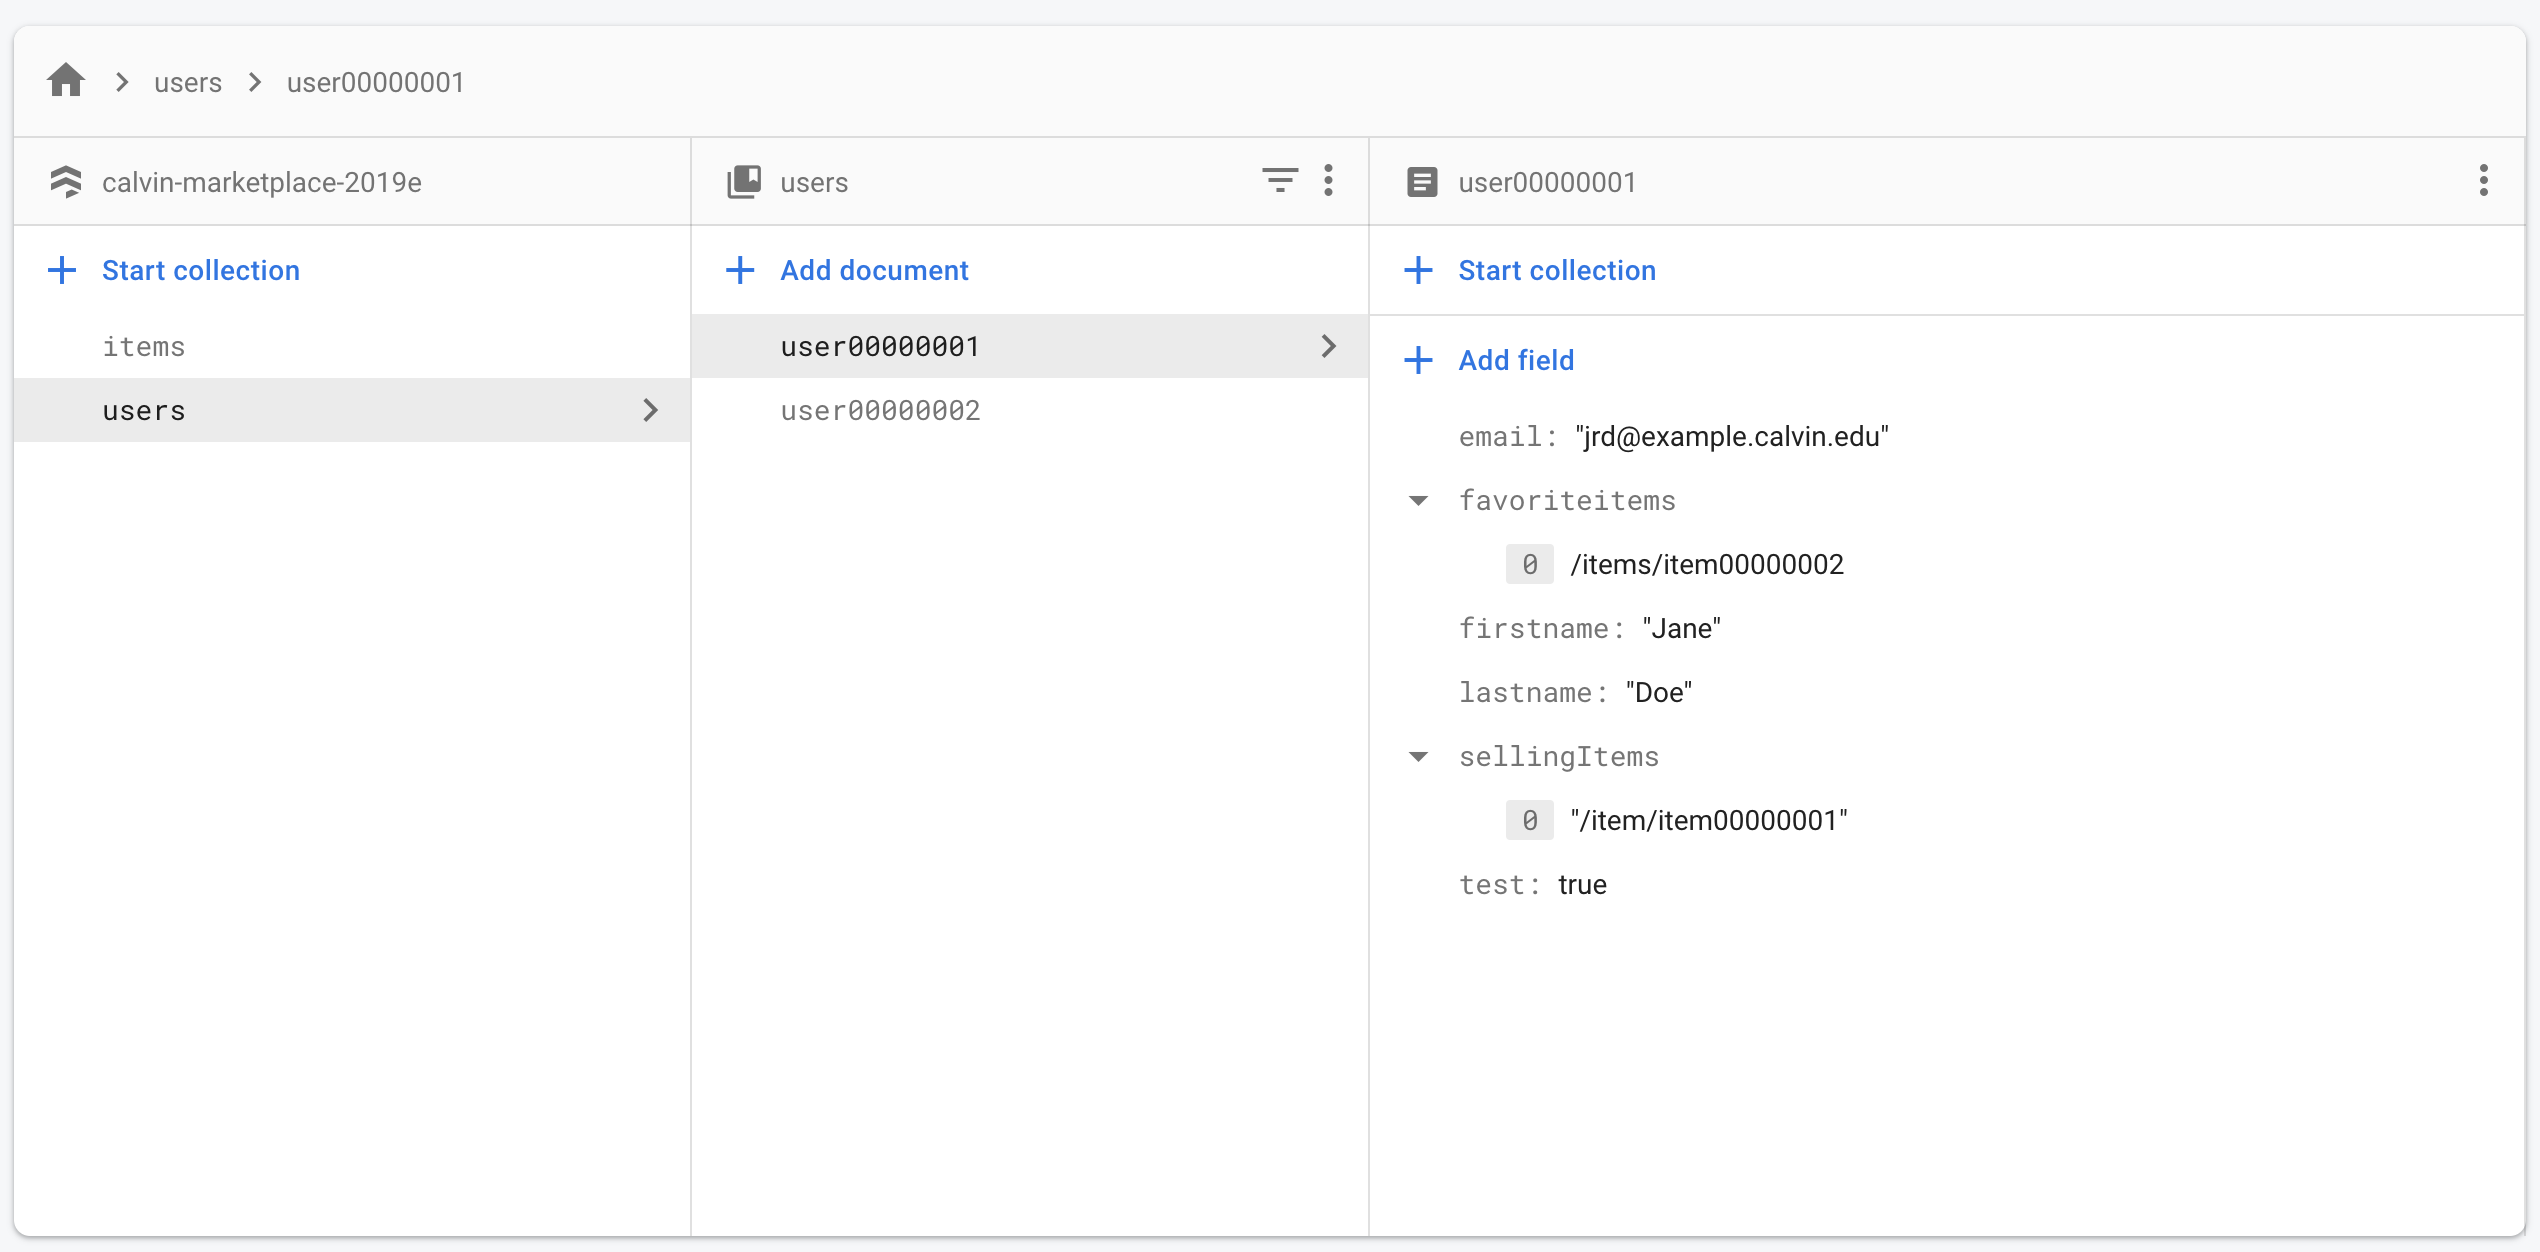 users
user00000001
calvin-marketplace-2019e
Start collection
items
users
users
Add document
user00000001
user00000002
user00000001
Start collection
Add field
email: "jrd@example.calvin.edu"
favoriteitems
0 /items/item00000002
firstname: "Jane"
lastname: "Doe"
sellingItems
0 "/item/item00000001"
test: true